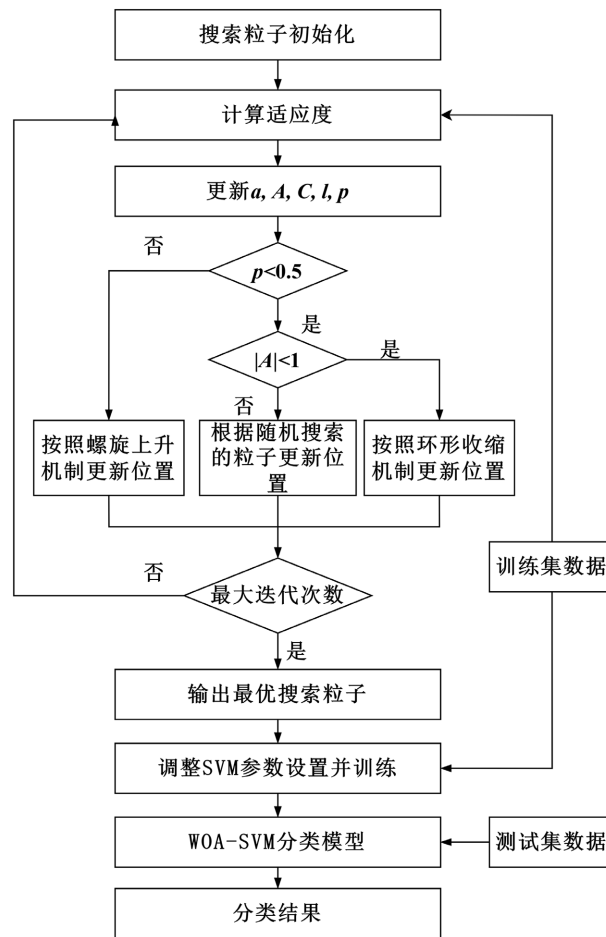 搜索粒子初始化
计算适应度
更新a, A, C, l, p
否
p<0.5
是
|A|<1
是
否
按照螺旋上升
机制更新位置
根据随机搜索
的粒子更新位
置
按照环形收缩
机制更新位置
训练集数据
否
最大迭代次数
是
输出最优搜索粒子
调整SVM参数设置并训练
WOA-SVM分类模型
测试集数据
分类结果